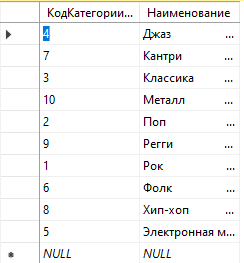 КодКатегории... Наименование
4 Джаз ...
7 Кантри ...
3 Классика ...
10 Металл ...
2 Поп ...
9 Регги ...
1 Рок ...
6 Фолк ...
8 Хип-хоп ...
5 Электронная м...
NULL NULL